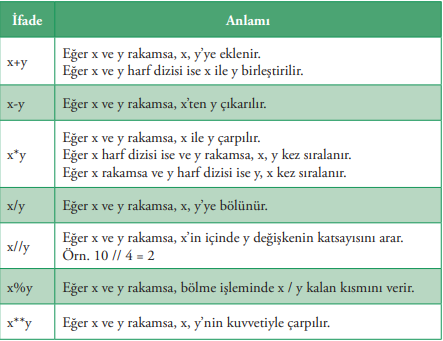 İfade Anlamı
x+y Eğer x ve y rakamsa, x, y’ye eklenir.
Eğer x ve y harf dizisi ise x ile y birleştirilir.
x-y Eğer x ve y rakamsa, x’ten y çıkarılır.
x*y Eğer x ve y rakamsa, x ile y çarpılır.
Eğer x harf dizisi ise ve y rakamsa, x, y kez sıralanır.
Eğer x rakamsa ve y harf dizisi ise y, x kez sıralanır.
x/y Eğer x ve y rakamsa, x, y’ye bölünür.
x//y Eğer x ve y rakamsa, x’in içinde y değişkenin katsayısını arar.
Örn. 10 // 4 = 2
x%y Eğer x ve y rakamsa, bölme işleminde x / y kalan kısmını verir.
x**y Eğer x ve y rakamsa, x, y’nin kuvvetiyle çarpılır.